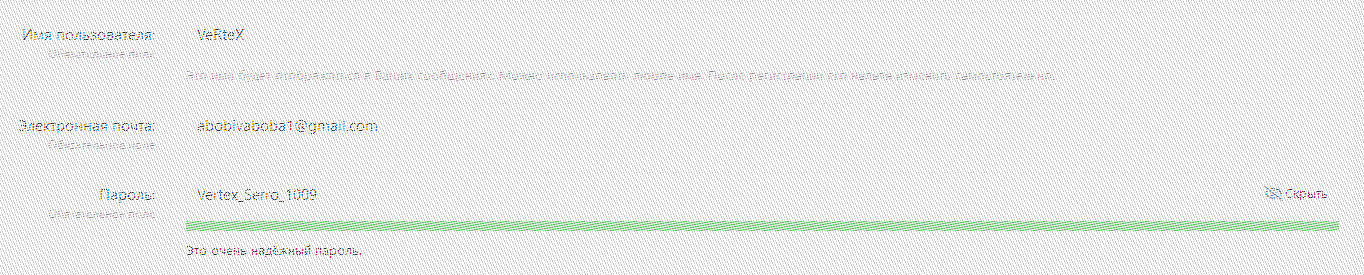 Имя пользователя: VeRteX
Обязательное поле
Это имя будет отображаться в Ваших сообщениях. Можно использовать любое имя. После регистрации его нельзя изменить самостоятельно.
Электронная почта: abobivaboba1@gmail.com
Обязательное поле
Пароль: Vertex_Serro_1009 Скрыть
Обязательное поле
Это очень надёжный пароль.